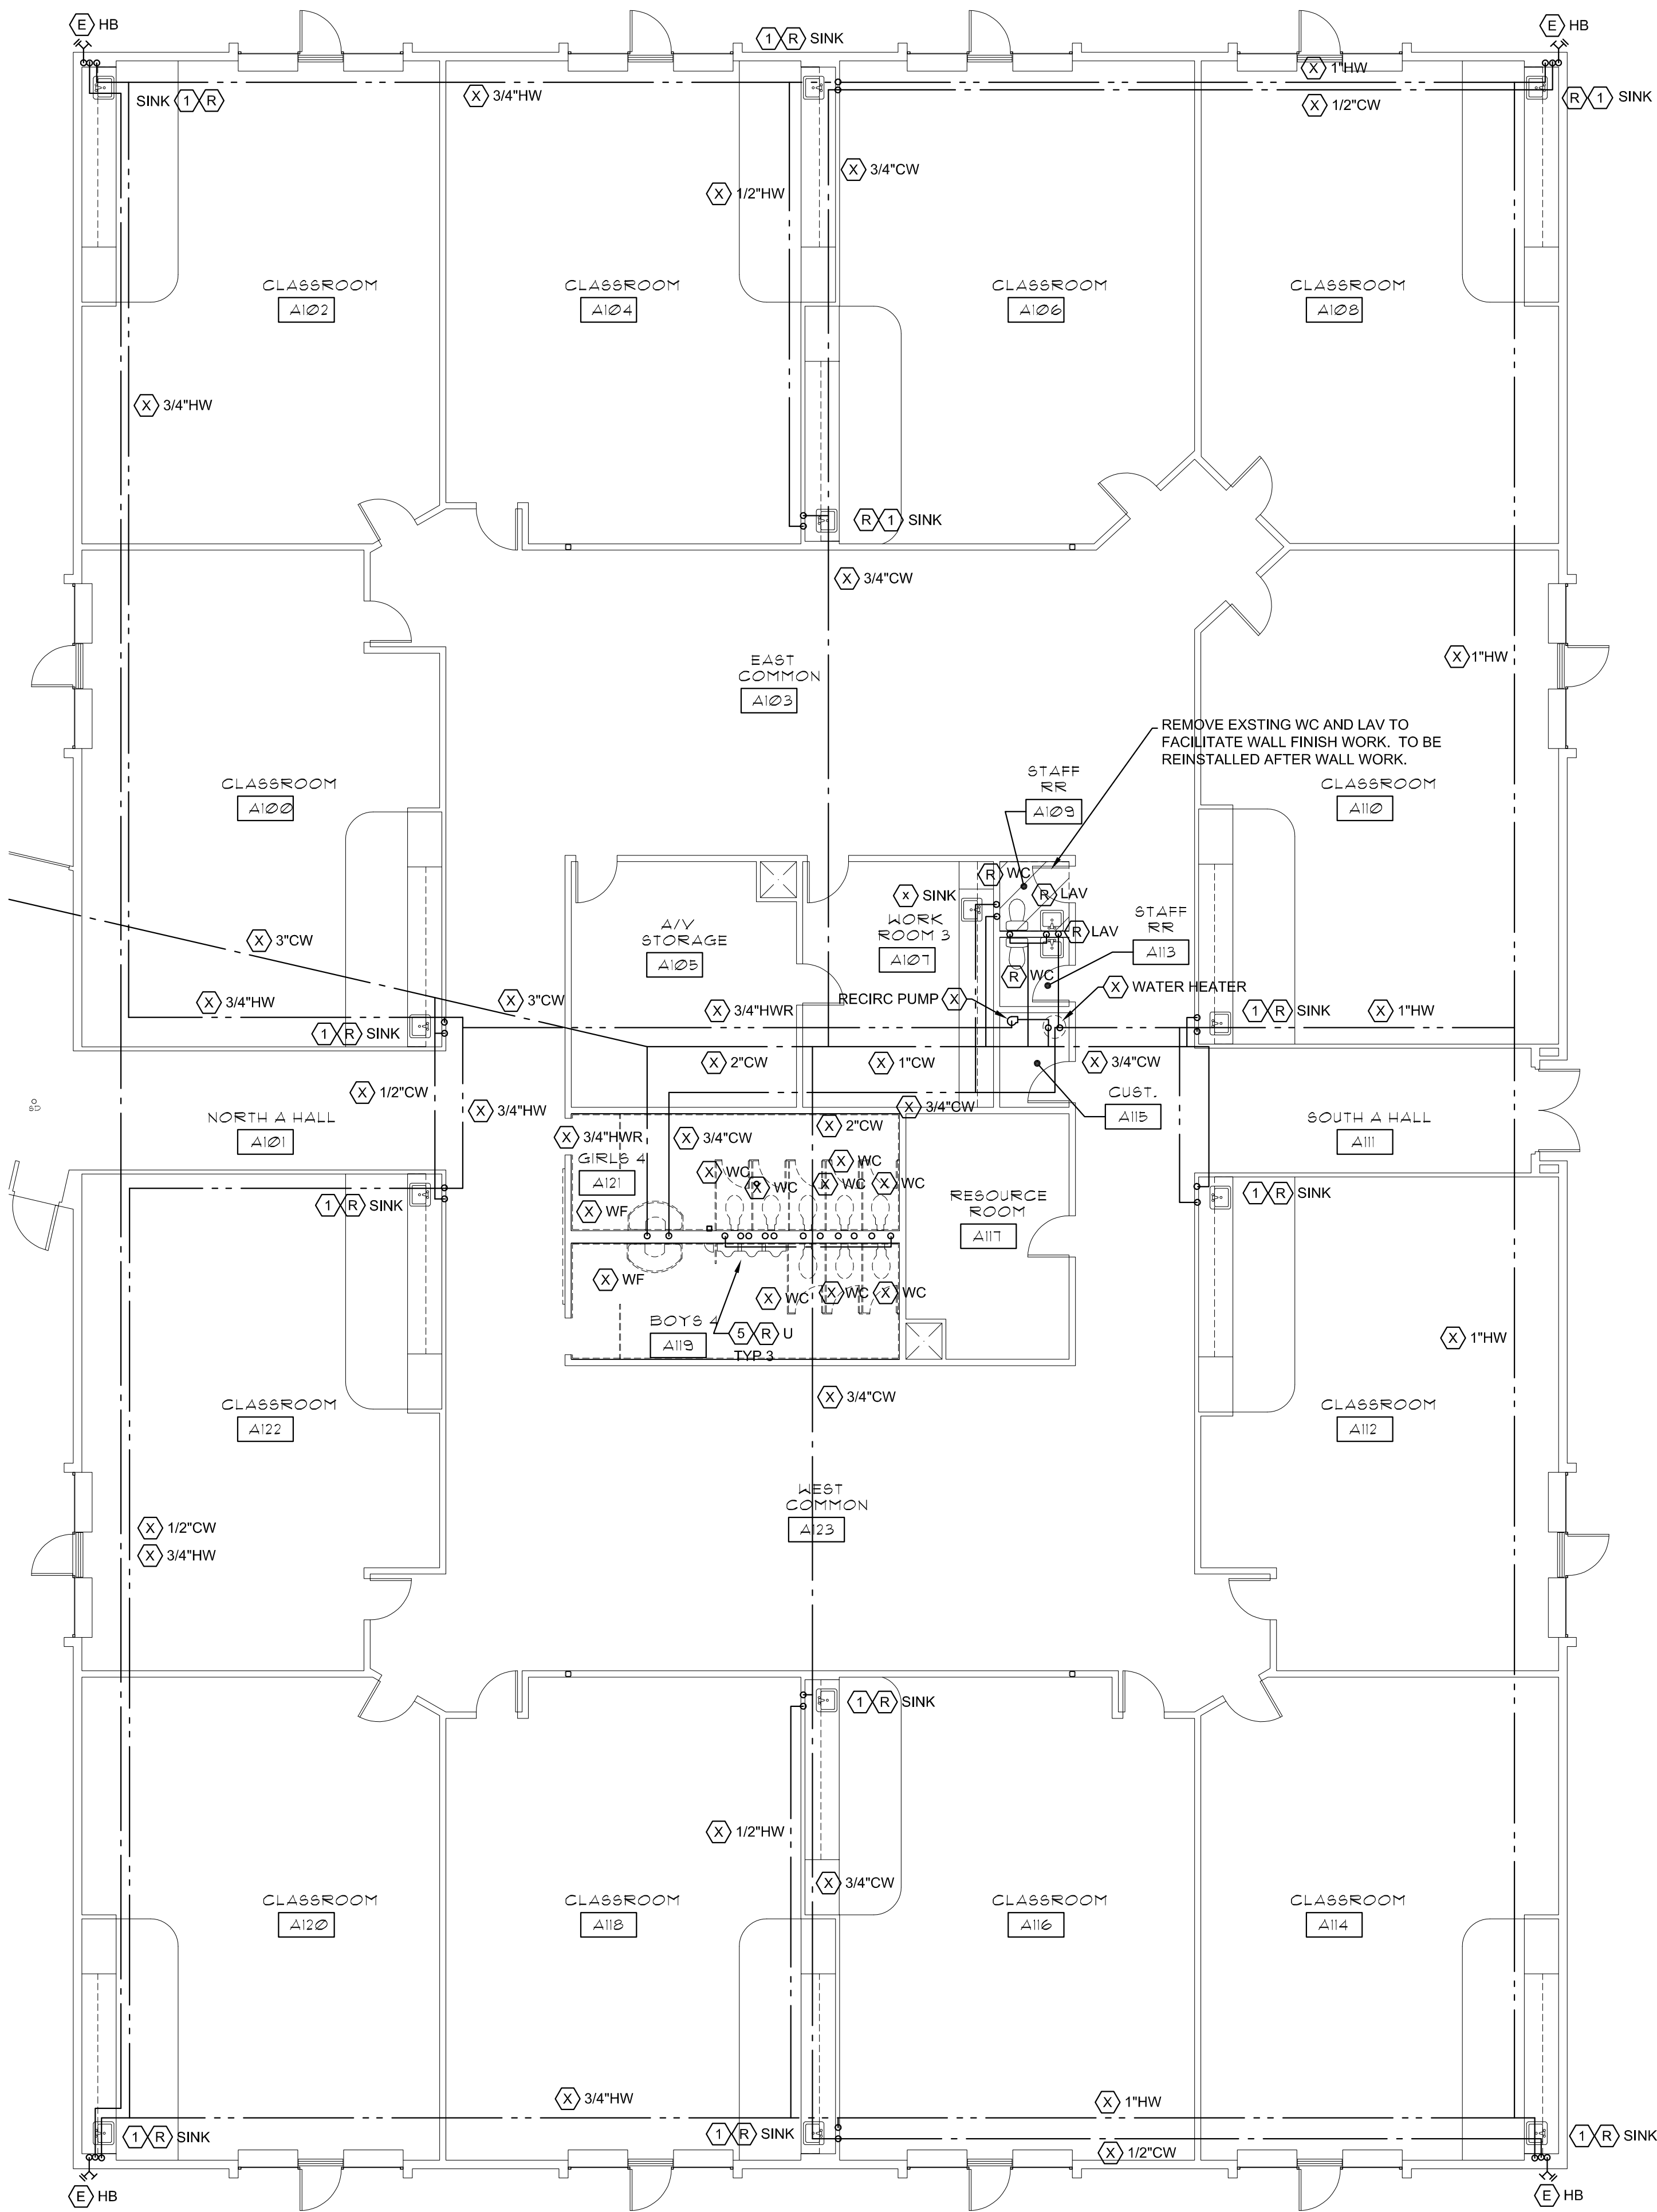 E HB
1 R SINK
E HB
X 1"HW
SINK 1 R
X 3/4"HW
X 1/2"CW
R 1 SINK
X 3/4"CW
X 1/2"HW
CLASSROOM
A102
CLASSROOM
A104
CLASSROOM
A106
CLASSROOM
A108
X 3/4"HW
R 1 SINK
X 3/4"CW
EAST
COMMON
A103
X 1"HW
REMOVE EXSTING WC AND LAV TO
FACILITATE WALL FINISH WORK. TO BE
REINSTALLED AFTER WALL WORK.
CLASSROOM
A100
STAFF
RR
A109
CLASSROOM
A110
R WC
X SINK
R LAV
A/V
STORAGE
A105
WORK
ROOM 3
A107
R LAV
STAFF
RR
A113
X 3"CW
R WC
X WATER HEATER
RECIRC PUMP X
X 3/4"HW
X 3"CW
X 3/4"HWR
1 R SINK
X 1"HW
1 R SINK
X 2"CW
X 1"CW
X 3/4"CW
X 1/2"CW
X 3/4"HW
X 3/4"CW
CUST.
A115
NORTH A HALL
A101
SOUTH A HALL
A111
X 3/4"HWR
X 3/4"CW
X 2"CW
GIRLS 4
A121
X WC
X WC
X WC
X WC
X WC
X WF
1 R SINK
RESOURCE
ROOM
A117
1 R SINK
X WF
X WC
X WC
X WC
BOYS 4
A119
5 R U
TYP 3
X 1"HW
X 3/4"CW
CLASSROOM
A122
CLASSROOM
A112
WEST
COMMON
A123
X 1/2"CW
X 3/4"HW
1 R SINK
X 1/2"HW
X 3/4"CW
CLASSROOM
A120
CLASSROOM
A118
CLASSROOM
A116
CLASSROOM
A114
X 3/4"HW
X 1"HW
1 R SINK
1 R SINK
1 R SINK
X 1/2"CW
E HB
E HB